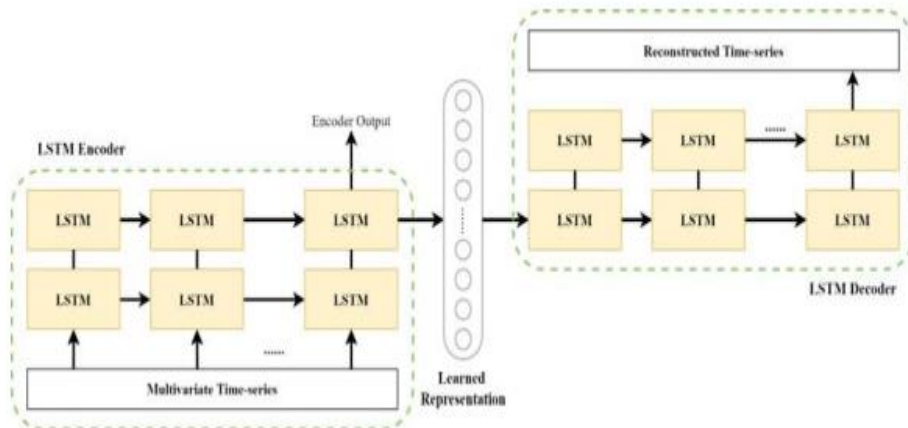 Reconstructed Time-series
LSTM
LSTM
......
LSTM
LSTM
LSTM
LSTM
LSTM Decoder
Encoder Output
LSTM Encoder
LSTM
LSTM
LSTM
LSTM
LSTM
LSTM
......
Multivariate Time-series
Learned
Representation